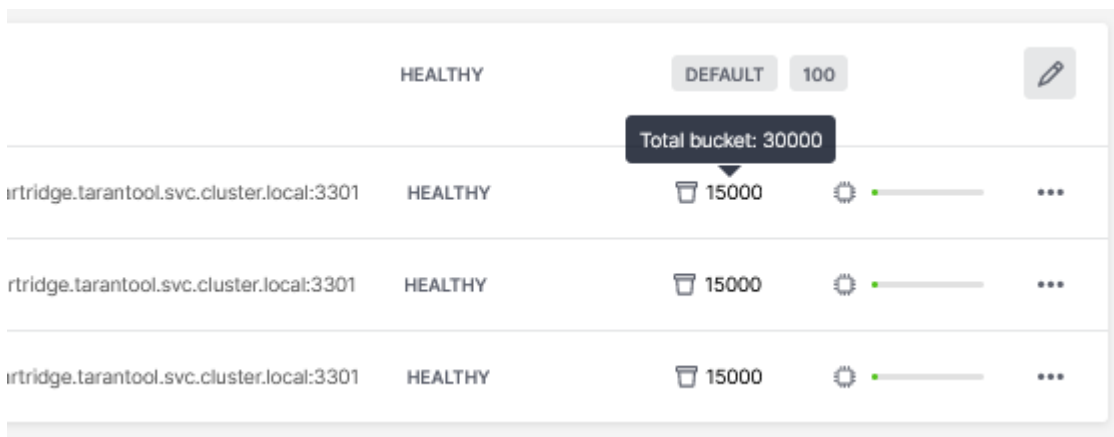 HEALTHY DEFAULT 100
Total bucket: 30000
rtridge.tarantool.svc.cluster.local:3301 HEALTHY 15000
rtridge.tarantool.svc.cluster.local:3301 HEALTHY 15000
rtridge.tarantool.svc.cluster.local:3301 HEALTHY 15000